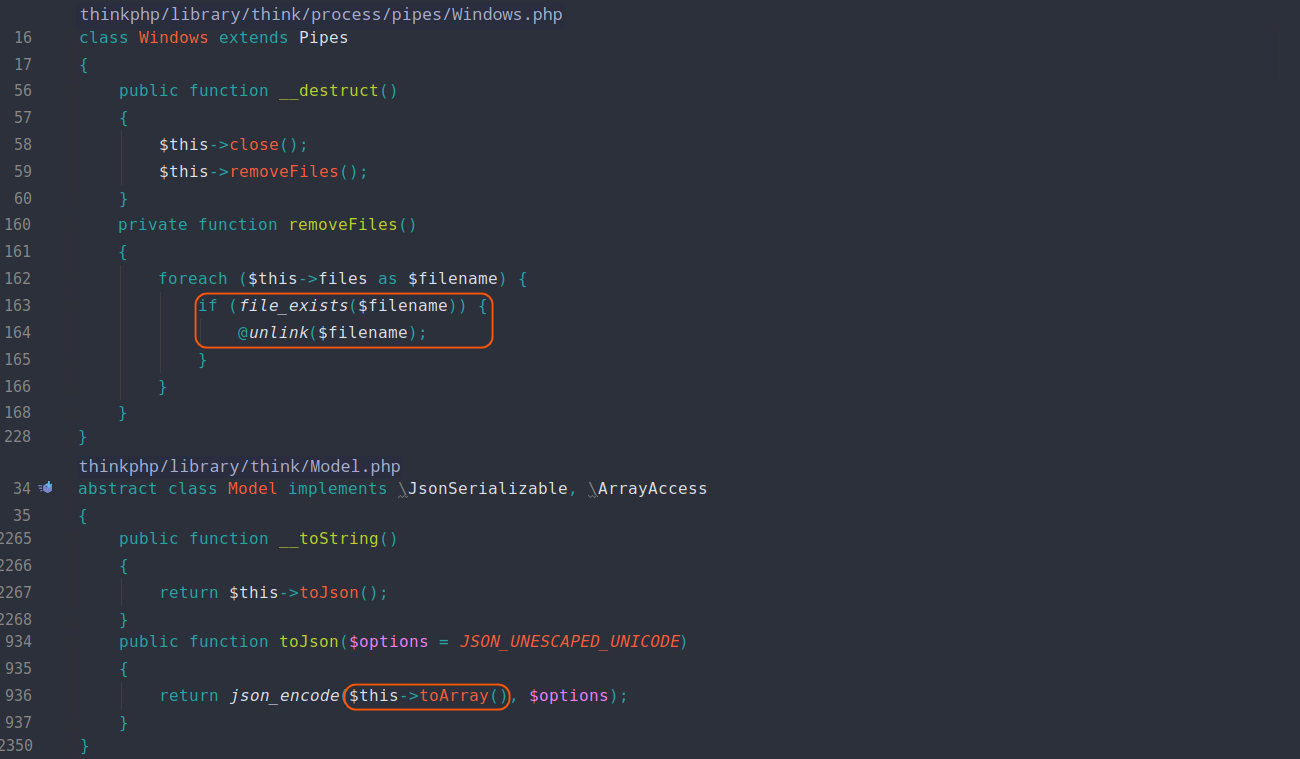 thinkphp/library/think/process/pipes/Windows.php
16 class Windows extends Pipes
17 {
56 public function __destruct()
57 {
58 $this->close();
59 $this->removeFiles();
60 }
160 private function removeFiles()
161 {
162 foreach ($this->files as $filename) {
163 if (file_exists($filename)) {
164 @unlink($filename);
165 }
166 }
168 }
228 }
thinkphp/library/think/Model.php
34 abstract class Model implements \JsonSerializable, \ArrayAccess
35 {
2265 public function __toString()
2266 {
2267 return $this->toJson();
2268 }
934 public function toJson($options = JSON_UNESCAPED_UNICODE)
935 {
936 return json_encode($this->toArray(), $options);
937 }
2350 }